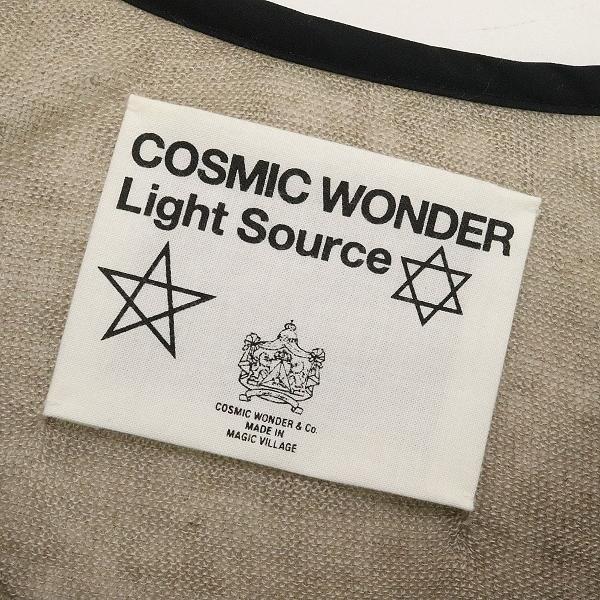 COSMIC WONDER
Light Source
COSMIC WONDER & Co.
MADE IN
MAGIC VILLAGE